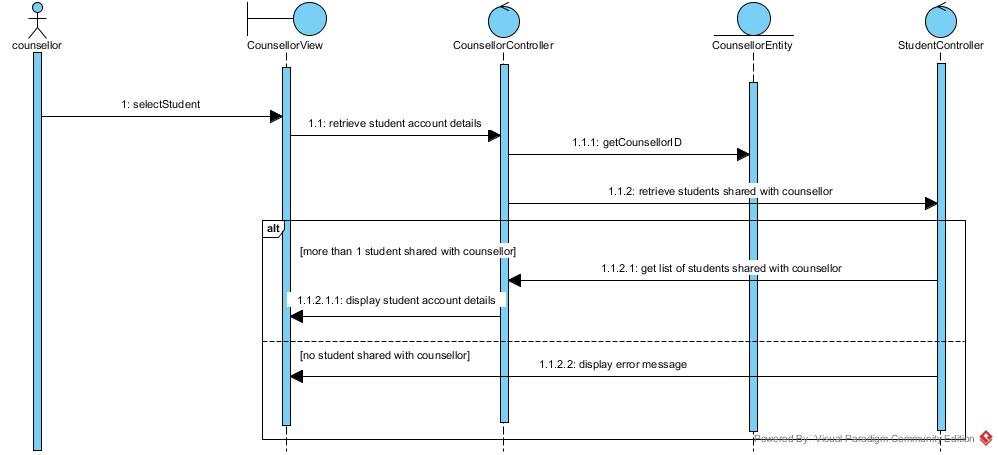 counsellor
CounsellorView
CounsellorController
CounsellorEntity
StudentController
1: selectStudent
1.1: retrieve student account details
1.1.1: getCounsellorID
1.1.2: retrieve students shared with counsellor
alt
[more than 1 student shared with counsellor]
1.1.2.1: get list of students shared with counsellor
1.1.2.1.1: display student account details
[no student shared with counsellor]
1.1.2.2: display error message
Powered By Visual Paradigm Community Edition